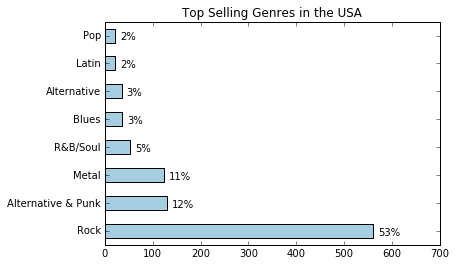 Top Selling Genres in the USA
Pop 2%
Latin 2%
Alternative 3%
Blues 3%
R&B/Soul 5%
Metal 11%
Alternative & Punk 12%
Rock 53%
0 100 200 300 400 500 600 700